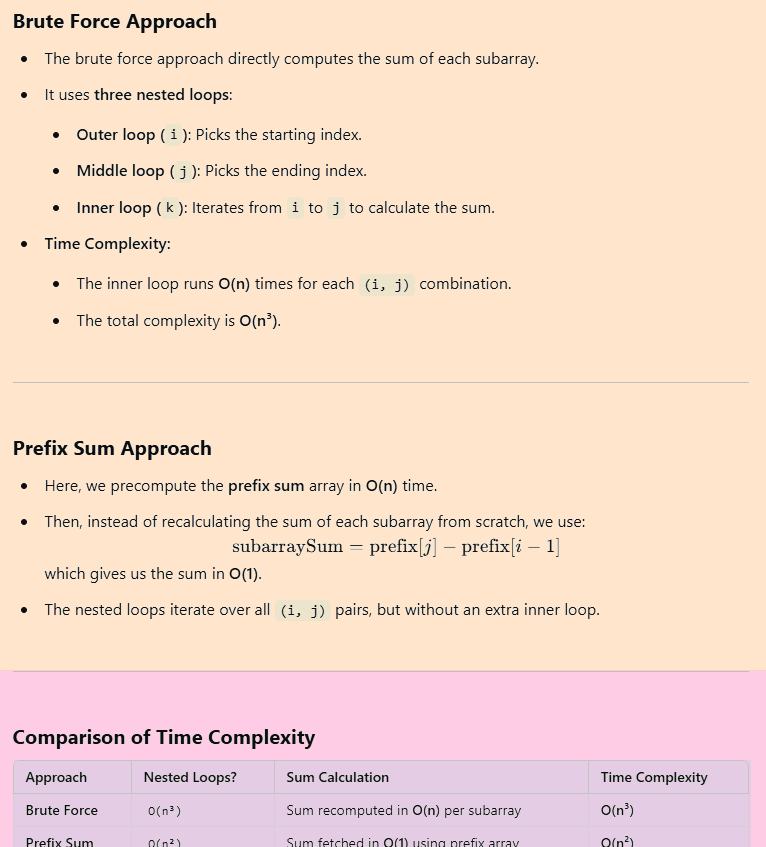 Brute Force Approach
• The brute force approach directly computes the sum of each subarray.
• It uses three nested loops:
• Outer loop ( i ): Picks the starting index.
• Middle loop ( j ): Picks the ending index.
• Inner loop ( k ): Iterates from i to j to calculate the sum.
• Time Complexity:
• The inner loop runs O(n) times for each (i, j) combination.
• The total complexity is O(n³).
Prefix Sum Approach
• Here, we precompute the prefix sum array in O(n) time.
• Then, instead of recalculating the sum of each subarray from scratch, we use:
subarraySum = prefix[j] − prefix[i − 1]
which gives us the sum in O(1).
• The nested loops iterate over all (i, j) pairs, but without an extra inner loop.
Comparison of Time Complexity
Approach Nested Loops? Sum Calculation Time Complexity
Brute Force O(n³) Sum recomputed in O(n) per subarray O(n³)
Prefix Sum O(n²) Sum fetched in O(1) using prefix array O(n²)